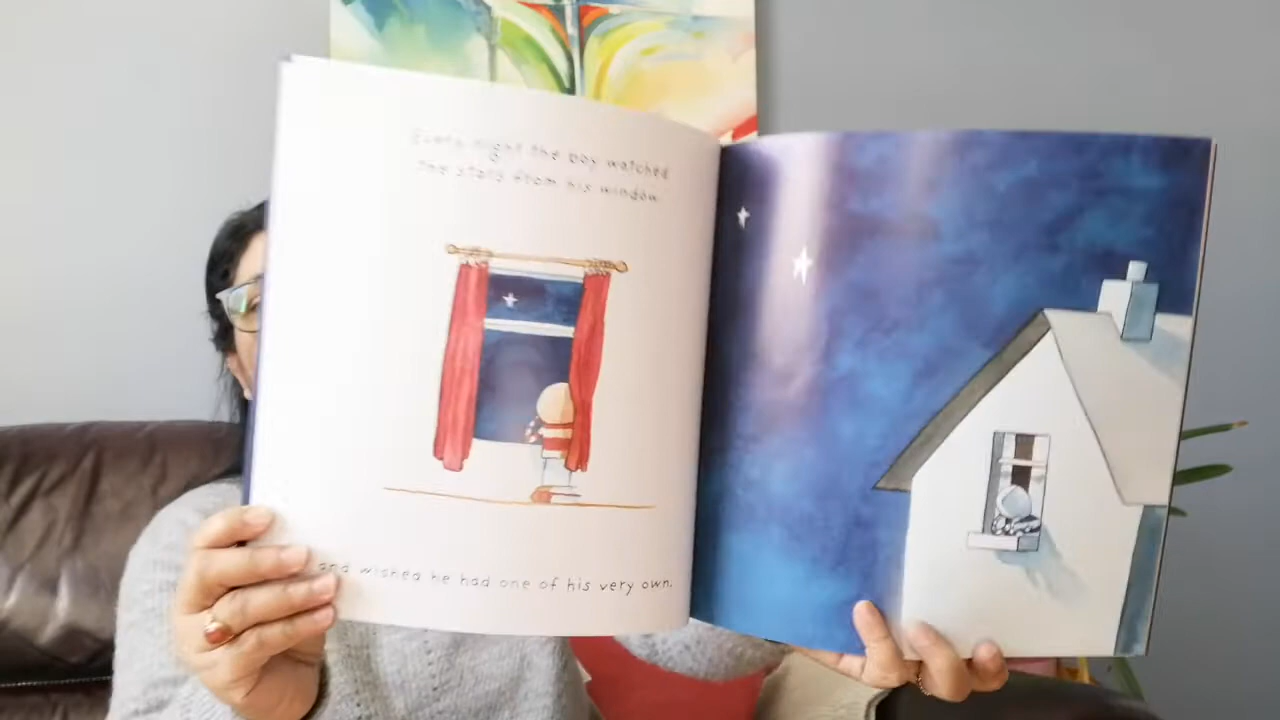 Every night the boy watched
the stars from his window
and wished he had one of his very own.